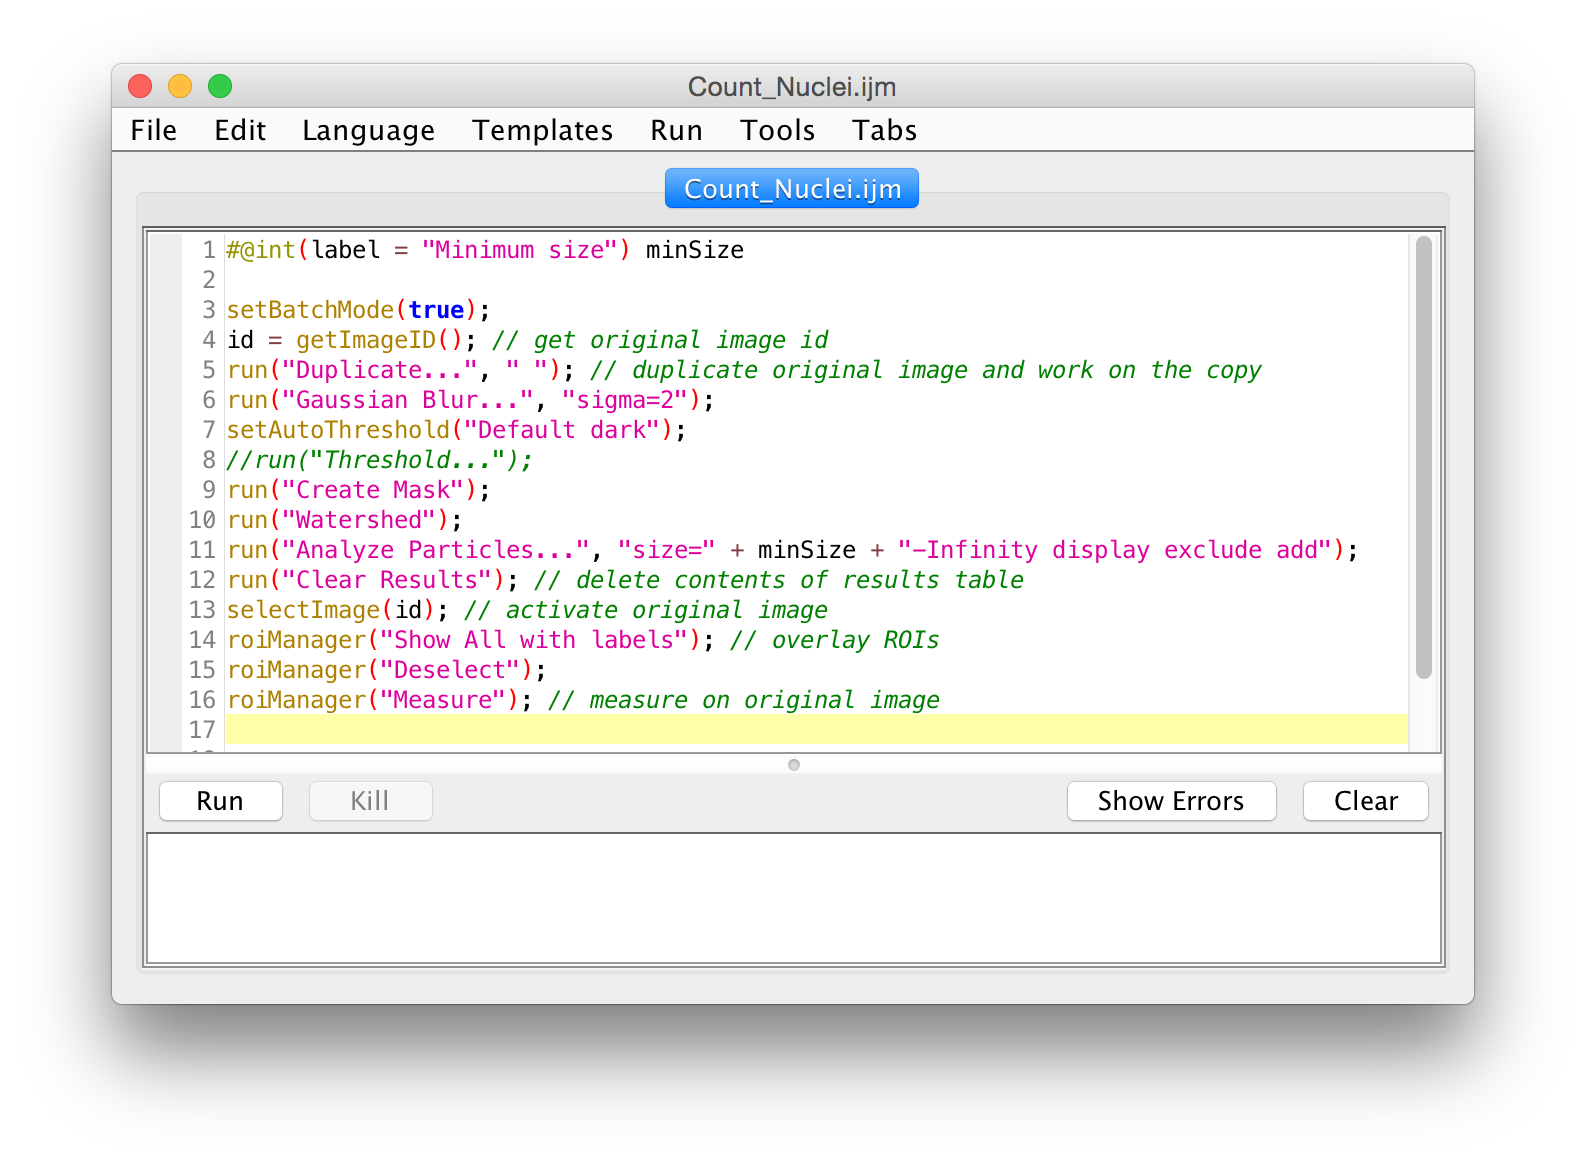 Count_Nuclei.ijm
File Edit Language Templates Run Tools Tabs
Count_Nuclei.ijm
1 #@int(label = "Minimum size") minSize
2
3 setBatchMode(true);
4 id = getImageID(); // get original image id
5 run("Duplicate...", " "); // duplicate original image and work on the copy
6 run("Gaussian Blur...", "sigma=2");
7 setAutoThreshold("Default dark");
8 //run("Threshold...");
9 run("Create Mask");
10 run("Watershed");
11 run("Analyze Particles...", "size=" + minSize + "-Infinity display exclude add");
12 run("Clear Results"); // delete contents of results table
13 selectImage(id); // activate original image
14 roiManager("Show All with labels"); // overlay ROIs
15 roiManager("Deselect");
16 roiManager("Measure"); // measure on original image
17
Run Kill Show Errors Clear